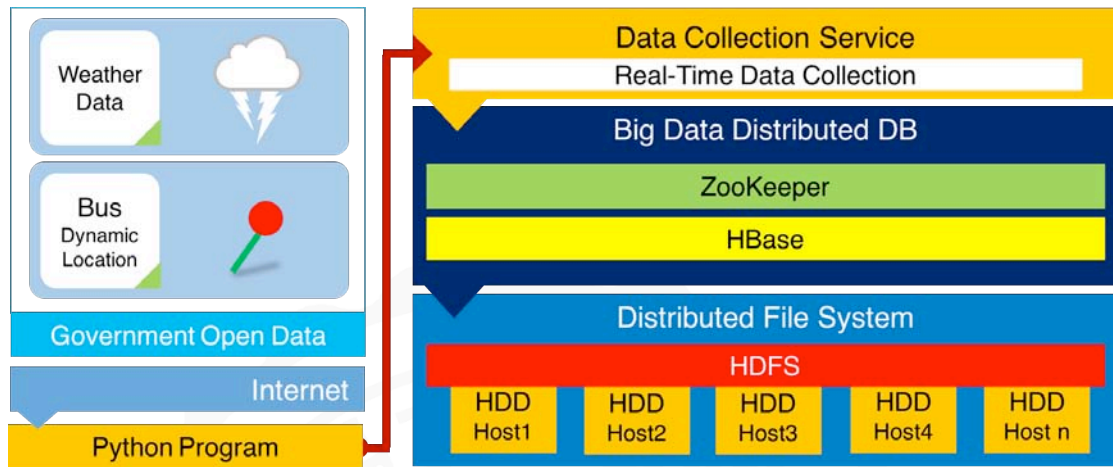 Weather
Data
Bus
Dynamic
Location
Government Open Data
Internet
Python Program
Data Collection Service
Real-Time Data Collection
Big Data Distributed DB
ZooKeeper
HBase
Distributed File System
HDFS
HDD
Host1
HDD
Host2
HDD
Host3
HDD
Host4
HDD
Host n